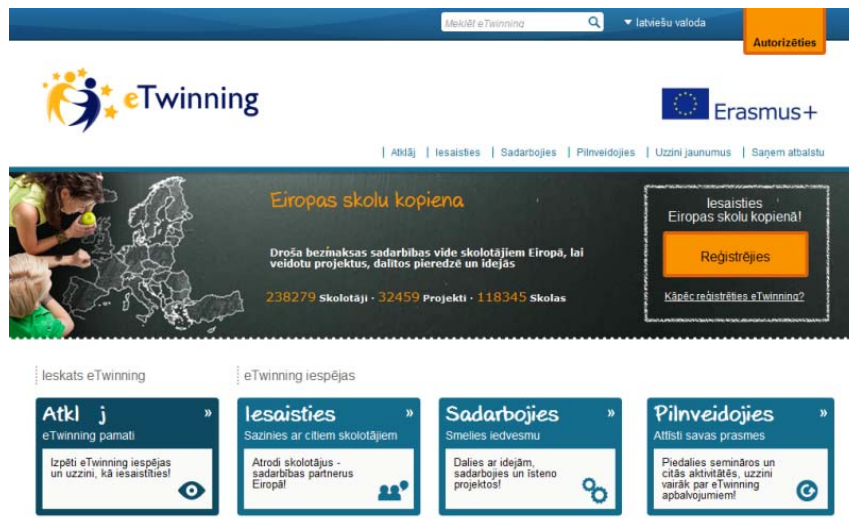 Meklēt eTwinning
latviešu valoda
Autorizēties
eTwinning
Erasmus+
Atklāj | Iesaisties | Sadarbojies | Pilnveidojies | Uzzini jaunumus | Saņem atbalstu
Eiropas skolu kopiena
Droša bezmaksas sadarbības vide skolotājiem Eiropā, lai
veidotu projektus, dalītos pieredzē un idejās
238279 Skolotāji · 32459 Projekti · 118345 Skolas
Iesaisties
Eiropas skolu kopienā!
Reģistrējies
Kāpēc reģistrēties eTwinning?
Ieskats eTwinning
eTwinning iespējas
Atkl j »
eTwinning pamati
Izpēti eTwinning iespējas
un uzzini, kā iesaistīties!
Iesaisties »
Sazinies ar citiem skolotājiem
Atrodi skolotājus -
sadarbības partnerus
Eiropā!
Sadarbojies »
Smelies iedvesmu
Dalies ar idejām,
sadarbojies un īsteno
projektos!
Pilnveidojies »
Attīsti savas prasmes
Piedalies semināros un
citās aktivitātēs, uzzini
vairāk par eTwinning
apbalvojumiem!